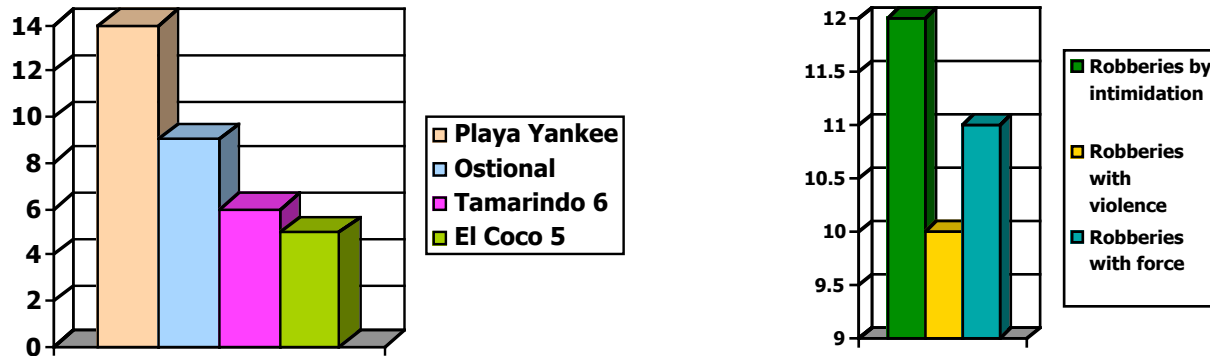 14
12
10
8
6
4
2
0
Playa Yankee
Ostional
Tamarindo 6
El Coco 5
12
11.5
11
10.5
10
9.5
9
Robberies by
intimidation
Robberies
with
violence
Robberies
with force